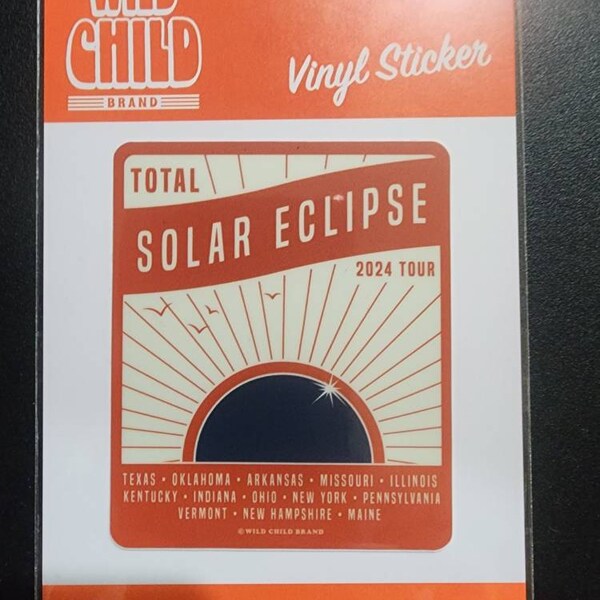 WILD
CHILD
BRAND
Vinyl Sticker
TOTAL
SOLAR ECLIPSE
2024 TOUR
TEXAS • OKLAHOMA • ARKANSAS • MISSOURI • ILLINOIS
KENTUCKY • INDIANA • OHIO • NEW YORK • PENNSYLVANIA
VERMONT • NEW HAMPSHIRE • MAINE
© WILD CHILD BRAND